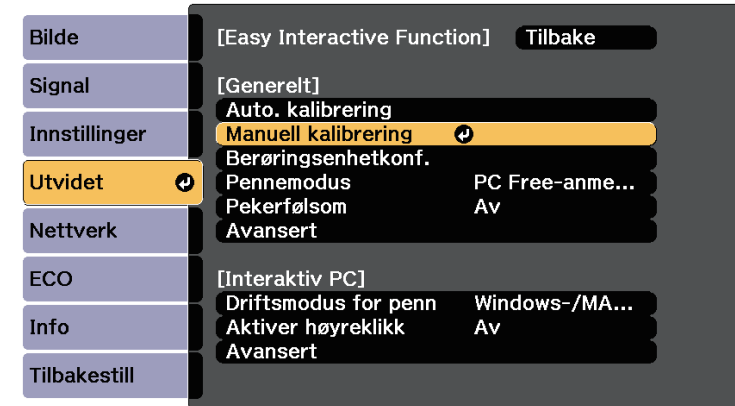 Bilde
Signal
Innstillinger
Utvidet
Nettverk
ECO
Info
Tilbakestill
[Easy Interactive Function] Tilbake
[Generelt]
Auto. kalibrering
Manuell kalibrering
Berøringsenhetkonf.
Pennemodus PC Free-anme...
Pekerfølsom Av
Avansert
[Interaktiv PC]
Driftsmodus for penn Windows-/MA...
Aktiver høyreklikk Av
Avansert